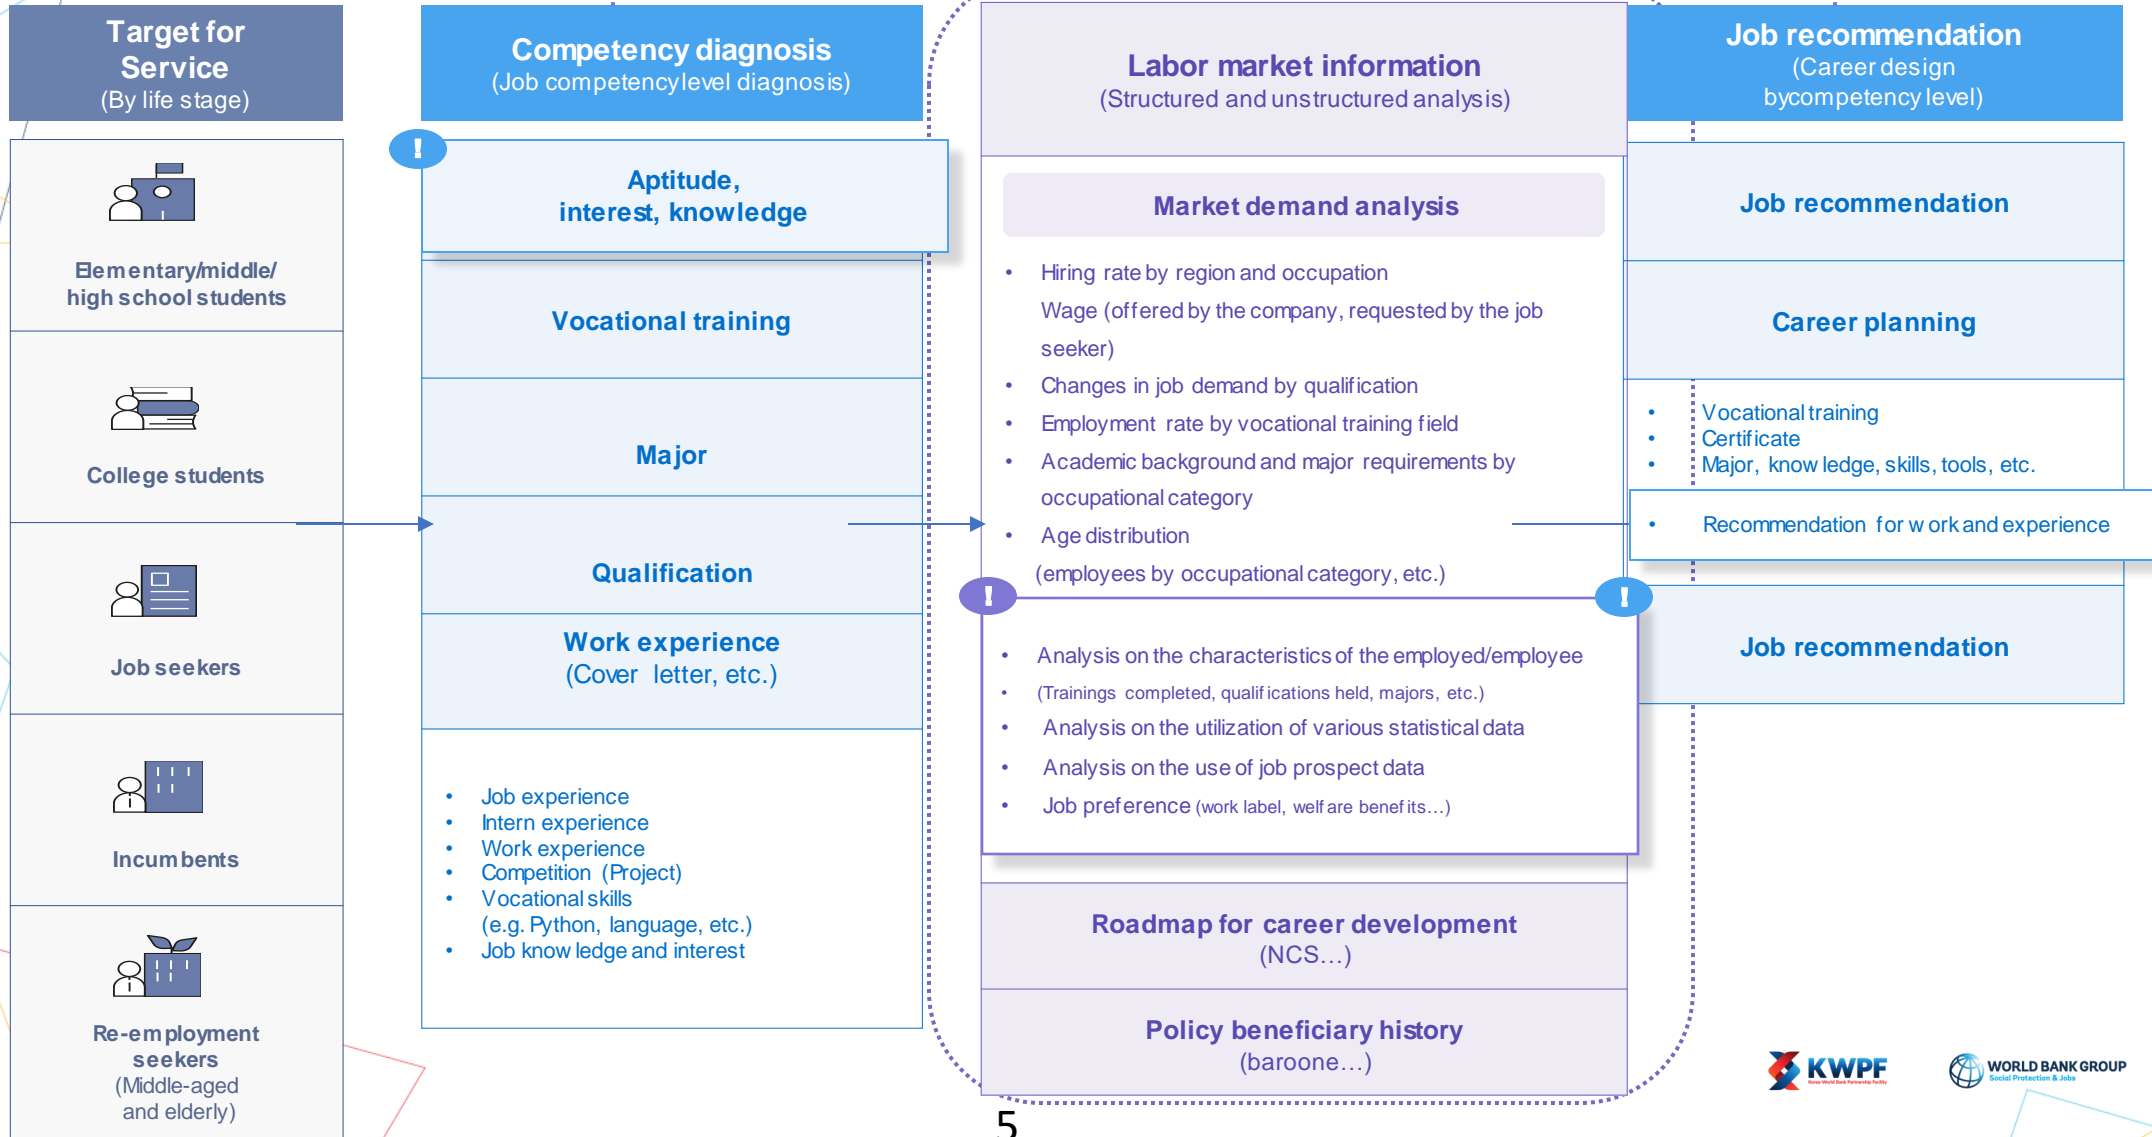 Target for
Service
(By life stage)
Elementary/middle/
high school students
College students
Job seekers
Incumbents
Re-employment
seekers
(Middle-aged
and elderly)
Competency diagnosis
(Job competency level diagnosis)
!
Aptitude,
interest, knowledge
Vocational training
Major
Qualification
Work experience
(Cover letter, etc.)
• Job experience
• Intern experience
• Work experience
• Competition (Project)
• Vocational skills
(e.g. Python, language, etc.)
• Job knowledge and interest
Labor market information
(Structured and unstructured analysis)
Market demand analysis
• Hiring rate by region and occupation
Wage (offered by the company, requested by the job
seeker)
• Changes in job demand by qualification
• Employment rate by vocational training field
• Academic background and major requirements by
occupational category
• Age distribution
(employees by occupational category, etc.)
!
!
• Analysis on the characteristics of the employed/employee
• (Trainings completed, qualifications held, majors, etc.)
• Analysis on the utilization of various statistical data
• Analysis on the use of job prospect data
• Job preference (work label, welfare benefits...)
Roadmap for career development
(NCS...)
Policy beneficiary history
(baroone...)
Job recommendation
(Career design
bycompetency level)
Job recommendation
Career planning
• Vocational training
• Certificate
• Major, knowledge, skills, tools, etc.
• Recommendation for work and experience
Job recommendation
KWPF
Korea-World Bank Partnership Facility
WORLD BANK GROUP
Social Protection & Jobs
5